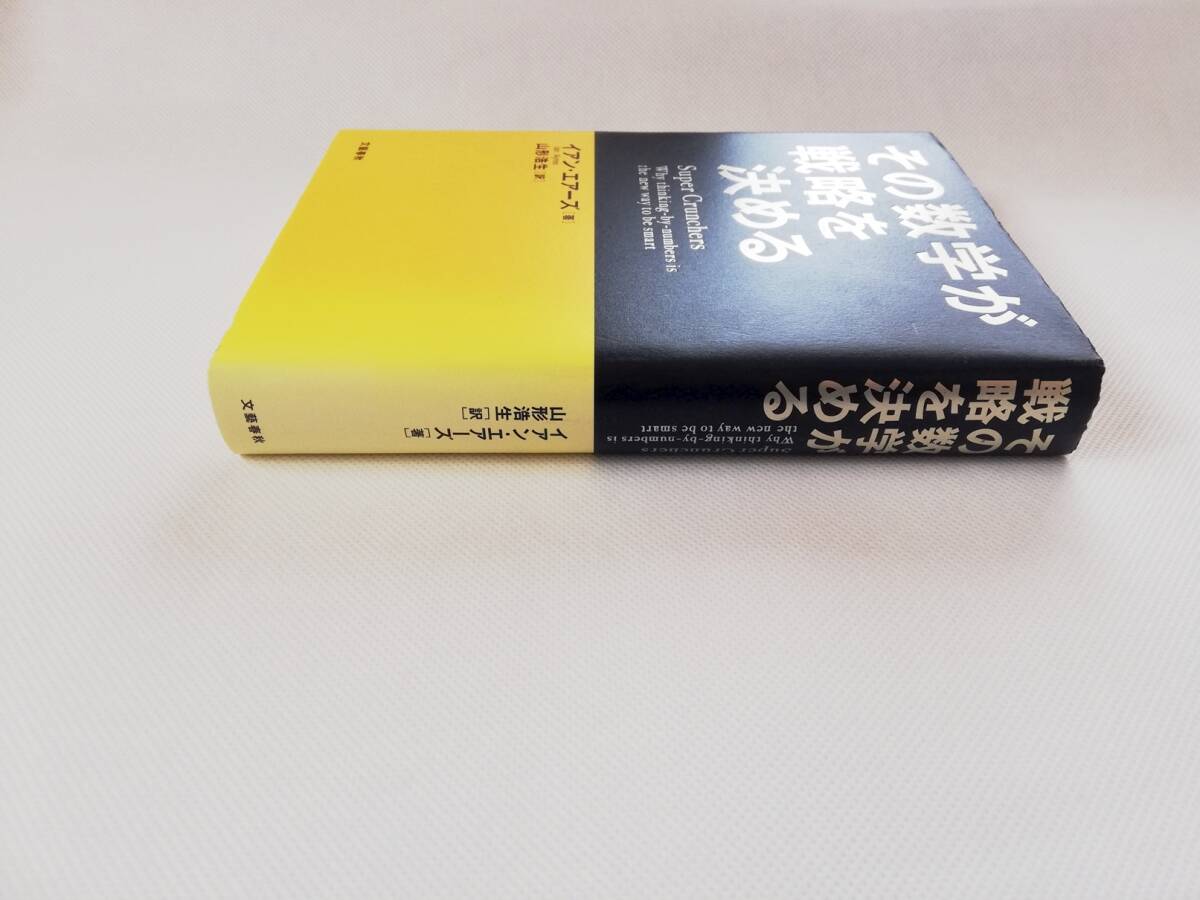 その数学が
戦略を
決める
Super Crunchers
Why thinking-by-numbers is
the new way to be smart
イアン・エアーズ[著]
Ian Ayres
山形浩生 訳
文藝春秋
その数学が
戦略を決める
Super Crunchers
Why thinking-by-numbers is
the new way to be smart
イアン・エアーズ[著]
山形浩生[訳]
文藝春秋